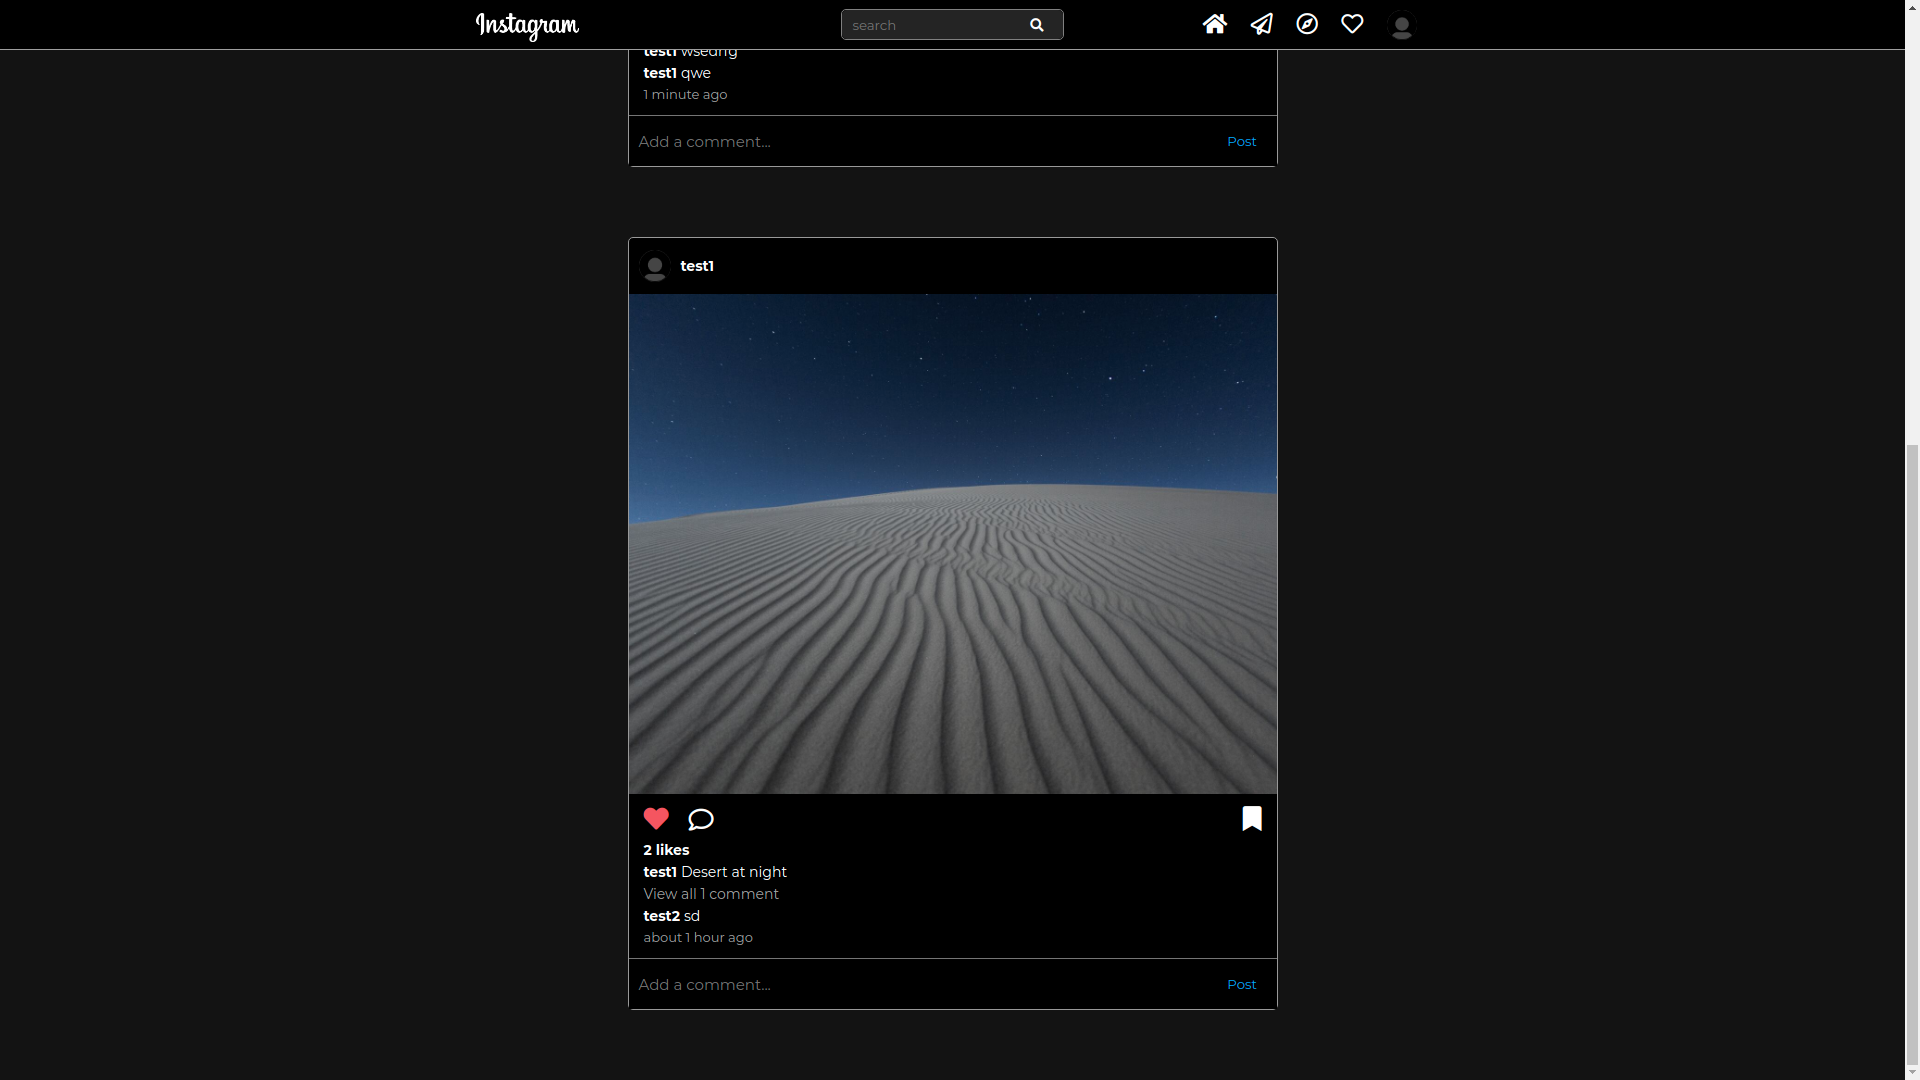 Instagram
search
test1 wsedrfg
test1 qwe
1 minute ago
Add a comment...
Post
test1
2 likes
test1 Desert at night
View all 1 comment
test2 sd
about 1 hour ago
Add a comment...
Post